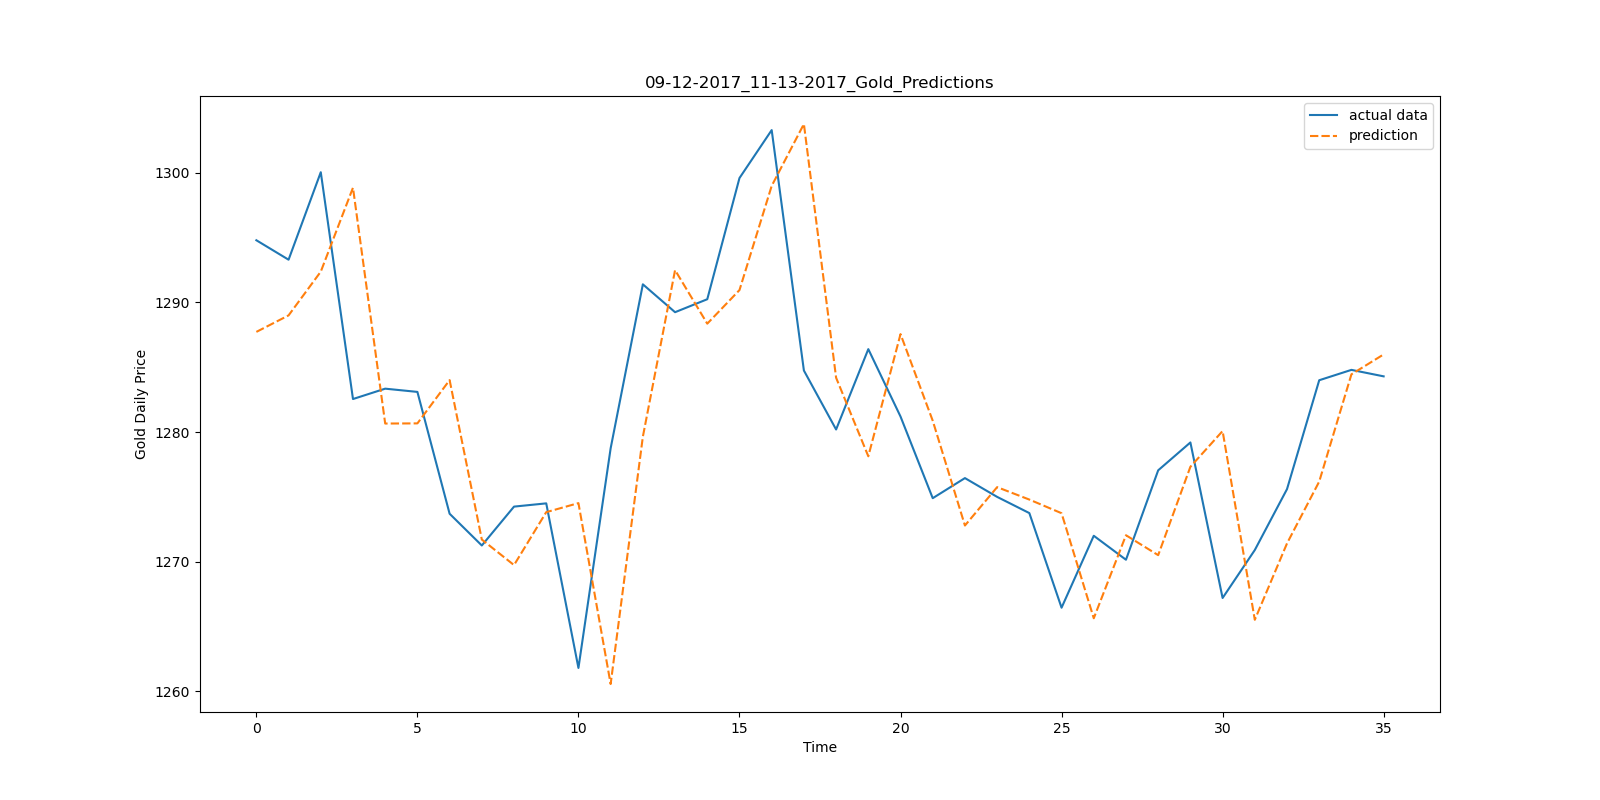 09-12-2017_11-13-2017_Gold_Predictions
actual data
prediction
1300
1290
1280
1270
1260
Gold Daily Price
0 5 10 15 20 25 30 35
Time